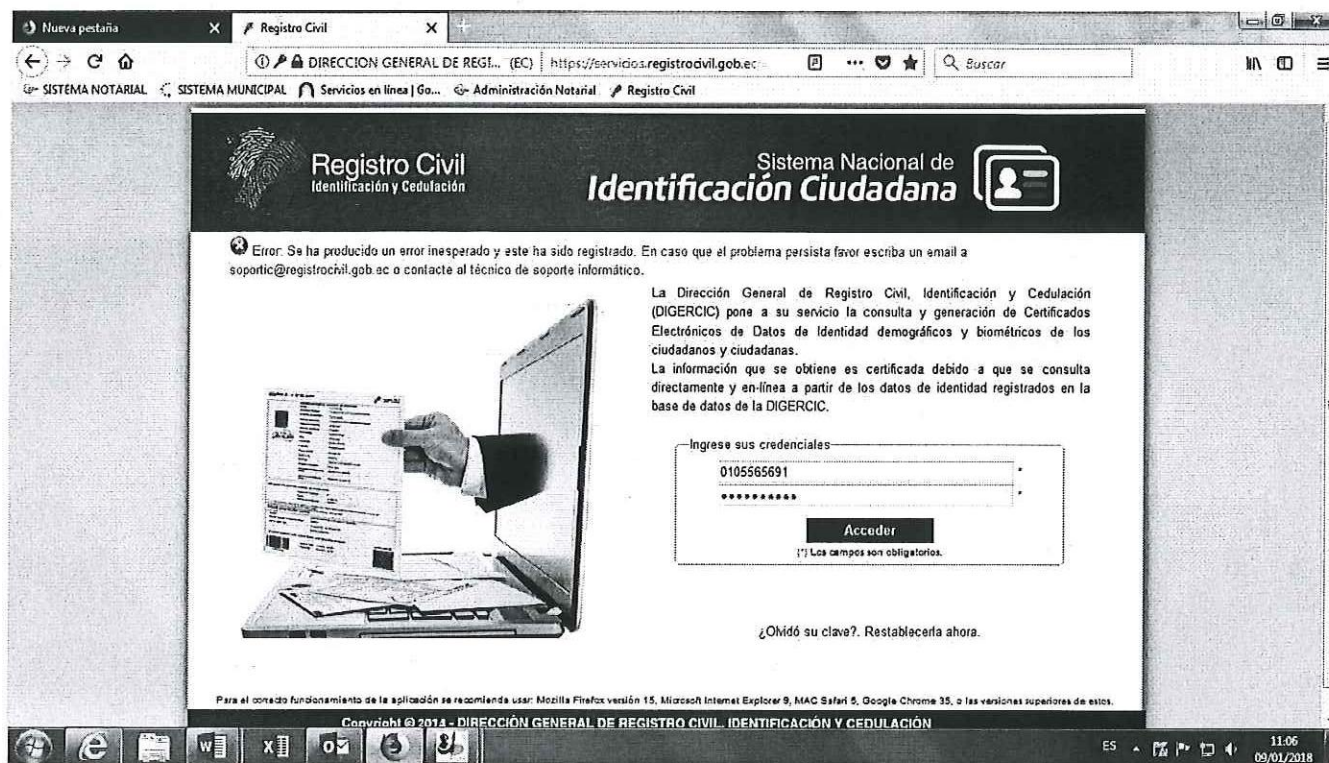 Nueva pestaña
Registro Civil
DIRECCION GENERAL DE REGI... (EC)
https://servicios.registrocivil.gob.ec
Buscar
SISTEMA NOTARIAL
SISTEMA MUNICIPAL
Servicios en línea | Go...
Administración Notarial
Registro Civil
Registro Civil
Identificación y Cedulación
Sistema Nacional de
Identificación Ciudadana
Error. Se ha producido un error inesperado y este ha sido registrado. En caso que el problema persista favor escriba un email a
soportic@registrocivil.gob.ec o contacte al técnico de soporte informático.
La Dirección General de Registro Civil, Identificación y Cedulación
(DIGERCIC) pone a su servicio la consulta y generación de Certificados
Electrónicos de Datos de Identidad demográficos y biométricos de los
ciudadanos y ciudadanas.
La información que se obtiene es certificada debido a que se consulta
directamente y en-línea a partir de los datos de identidad registrados en la
base de datos de la DIGERCIC.
Ingrese sus credenciales
0105565691 *
•••••••••• *
Acceder
(*) Los campos son obligatorios.
¿Olvidó su clave?. Restablecerla ahora.
Para el correcto funcionamiento de la aplicación se recomienda usar: Mozilla Firefox versión 15, Microsoft Internet Explorer 9, MAC Safari 5, Google Chrome 35, o las versiones superiores de estos.
Copyright © 2014 - DIRECCIÓN GENERAL DE REGISTRO CIVIL, IDENTIFICACIÓN Y CEDULACIÓN
ES
11:06
09/01/2018